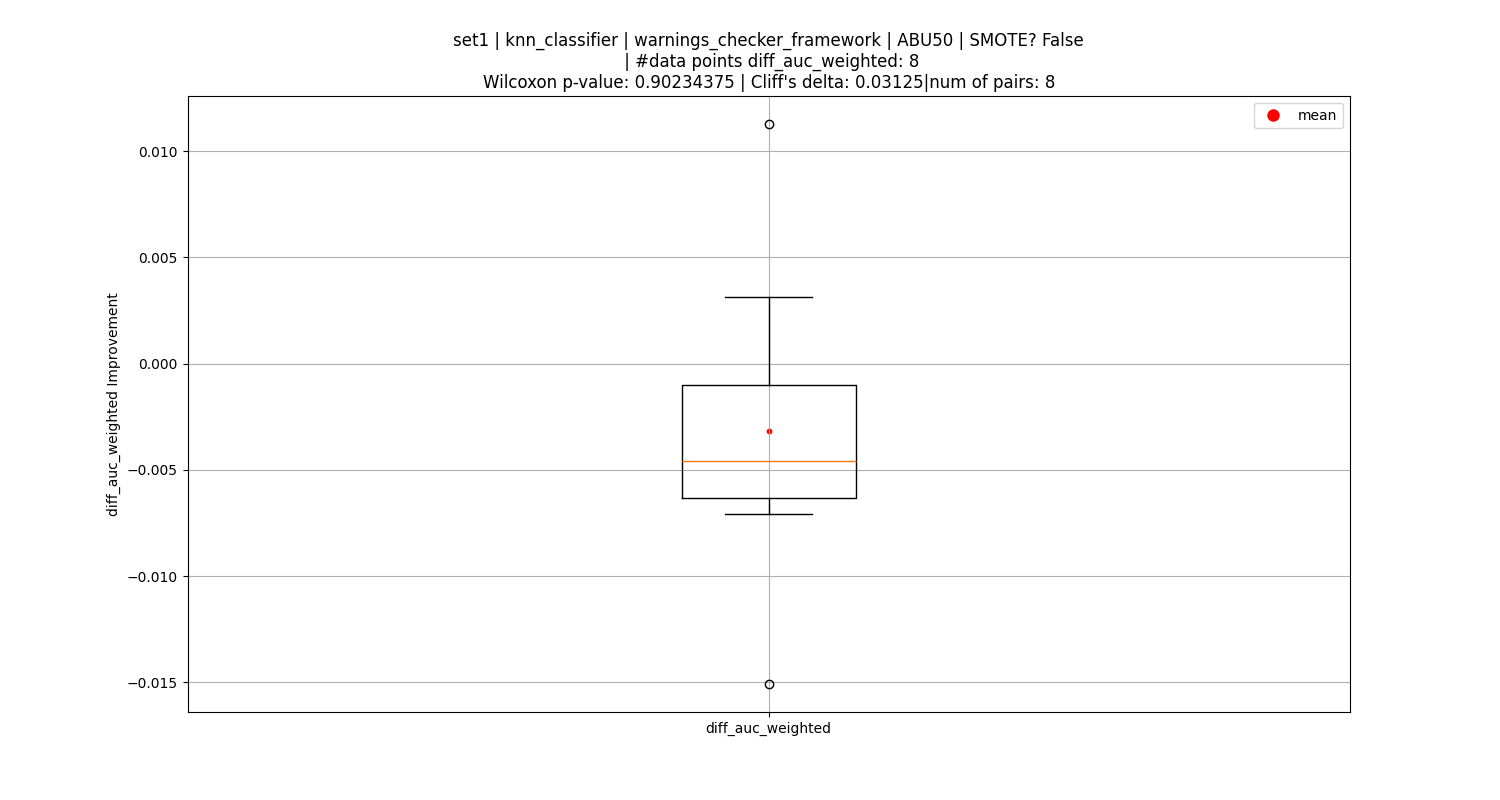 set1 | knn_classifier | warnings_checker_framework | ABU50 | SMOTE? False
| #data points diff_auc_weighted: 8
Wilcoxon p-value: 0.90234375 | Cliff's delta: 0.03125|num of pairs: 8
mean
0.010
0.005
0.000
−0.005
−0.010
−0.015
diff_auc_weighted Improvement
diff_auc_weighted